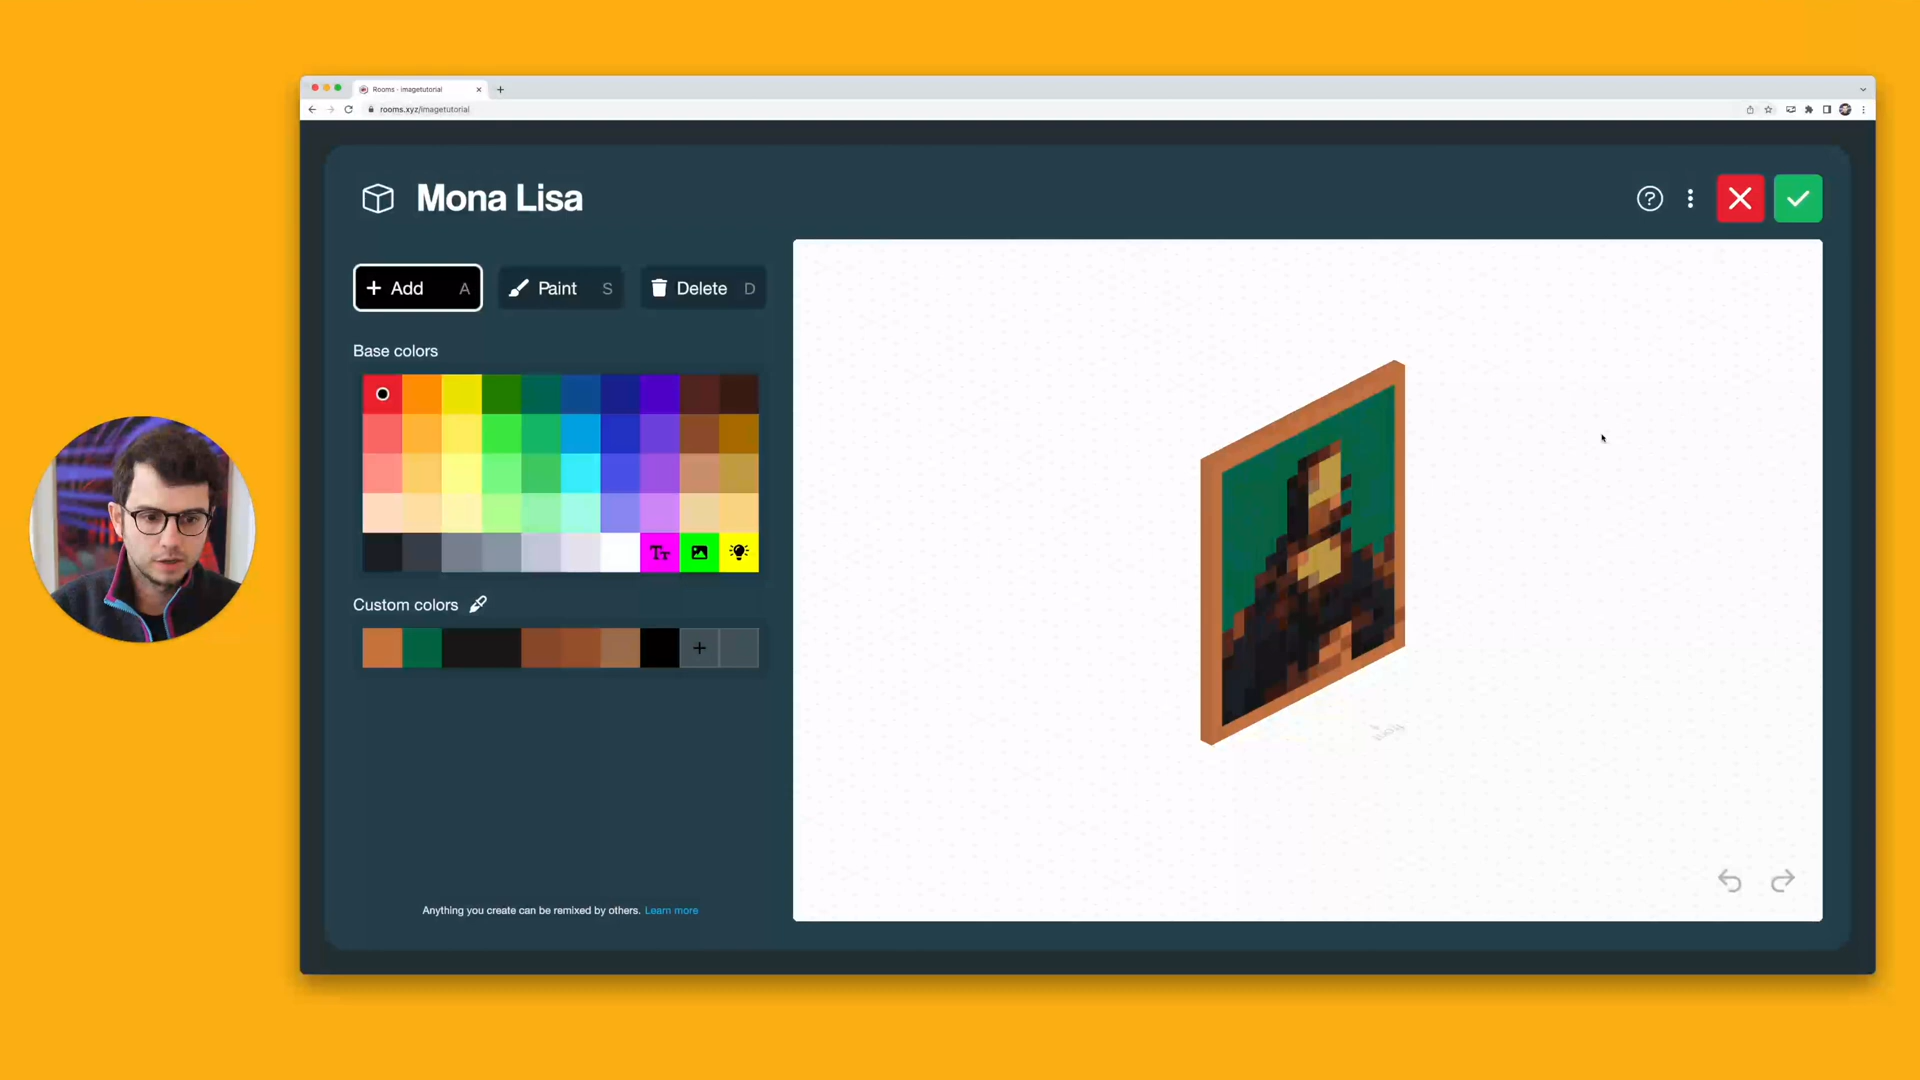 Rooms - imagetutorial
rooms.xyz/imagetutorial
Mona Lisa
Add A
Paint S
Delete D
Base colors
TT
Custom colors
+
Anything you create can be remixed by others. Learn more